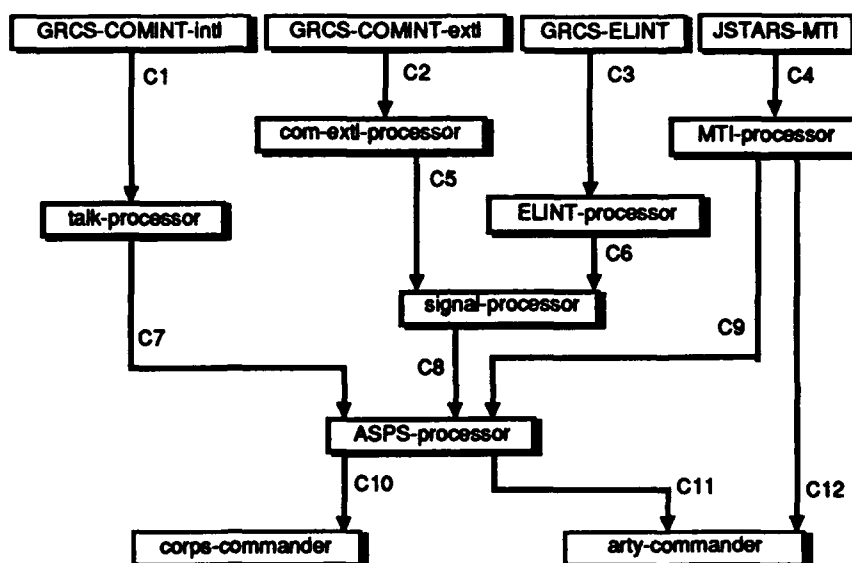 GRCS-COMINT-intl
GRCS-COMINT-extl
GRCS-ELINT
JSTARS-MTI
C1
C2
C3
C4
com-extl-processor
MTI-processor
C5
talk-processor
ELINT-processor
C6
signal-processor
C7
C8
C9
ASPS-processor
C10
C11
C12
corps-commander
arty-commander